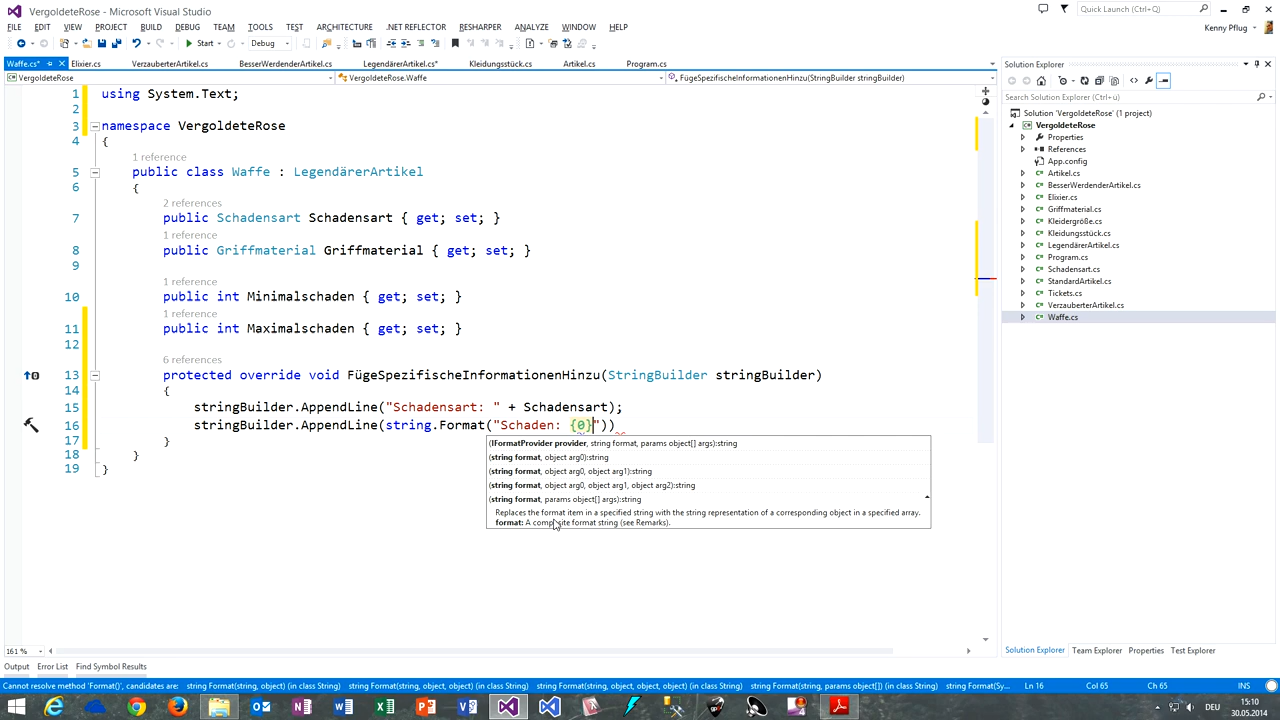 VergoldeteRose - Microsoft Visual Studio
Quick Launch (Ctrl+Q)
FILE EDIT VIEW PROJECT BUILD DEBUG TEAM TOOLS TEST ARCHITECTURE .NET REFLECTOR RESHARPER ANALYZE WINDOW HELP
Kenny Pflug
Start Debug
Waffe.cs* Elixier.cs VerzauberterArtikel.cs BesserWerdenderArtikel.cs LegendärerArtikel.cs* Kleidungsstück.cs Artikel.cs Program.cs
VergoldeteRose VergoldeteRose.Waffe FügeSpezifischeInformationenHinzu(StringBuilder stringBuilder)
1 using System.Text;
2
3 namespace VergoldeteRose
4 {
1 reference
5 public class Waffe : LegendärerArtikel
6 {
2 references
7 public Schadensart Schadensart { get; set; }
1 reference
8 public Griffmaterial Griffmaterial { get; set; }
9
1 reference
10 public int Minimalschaden { get; set; }
1 reference
11 public int Maximalschaden { get; set; }
12
6 references
13 protected override void FügeSpezifischeInformationenHinzu(StringBuilder stringBuilder)
14 {
15 stringBuilder.AppendLine("Schadensart: " + Schadensart);
16 stringBuilder.AppendLine(string.Format("Schaden: {0}"))
17 }
18 }
19 }
(IFormatProvider provider, string format, params object[] args):string
(string format, object arg0):string
(string format, object arg0, object arg1):string
(string format, object arg0, object arg1, object arg2):string
(string format, params object[] args):string
Replaces the format item in a specified string with the string representation of a corresponding object in a specified array.
format: A composite format string (see Remarks).
161 %
Output Error List Find Symbol Results
Solution Explorer
Search Solution Explorer (Ctrl+ü)
Solution 'VergoldeteRose' (1 project)
VergoldeteRose
Properties
References
App.config
Artikel.cs
BesserWerdenderArtikel.cs
Elixier.cs
Griffmaterial.cs
Kleidergröße.cs
Kleidungsstück.cs
LegendärerArtikel.cs
Program.cs
Schadensart.cs
StandardArtikel.cs
Tickets.cs
VerzauberterArtikel.cs
Waffe.cs
Solution Explorer Team Explorer Properties Test Explorer
Cannot resolve method 'Format()', candidates are: string Format(string, object) (in class String) string Format(string, object, object) (in class String) string Format(string, object, object, object) (in class String) string Format(string, params object[]) (in class String) string Format(Sy... Ln 16 Col 65 Ch 65 INS
DEU
15:10
30.05.2014